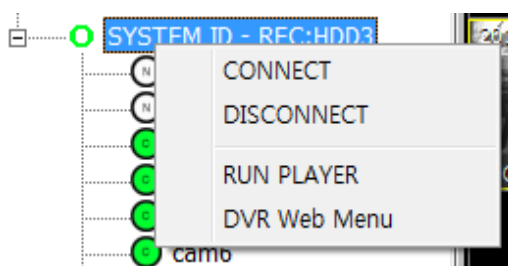 SYSTEM ID - REC:HDD3
N
CONNECT
N
DISCONNECT
C
C
RUN PLAYER
C
DVR Web Menu
C cam6